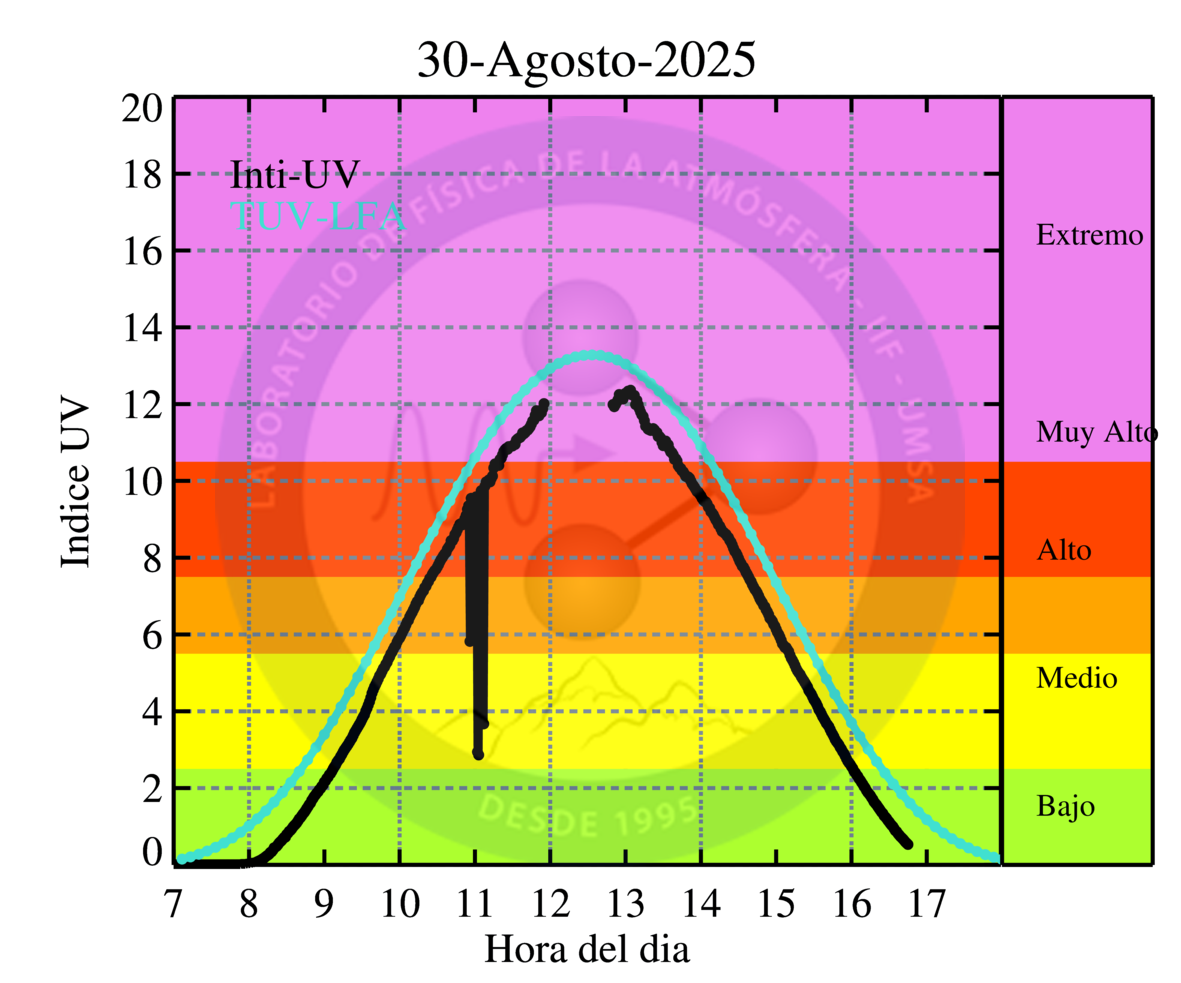 30-Agosto-2025
Indice UV
20
18
16
14
12
10
8
6
4
2
0
Inti-UV
TUV-LFA
LABORATORIO DE FÍSICA DE LA ATMÓSFERA - IIF - UMSA
DESDE 1995
Extremo
Muy Alto
Alto
Medio
Bajo
7 8 9 10 11 12 13 14 15 16 17
Hora del dia